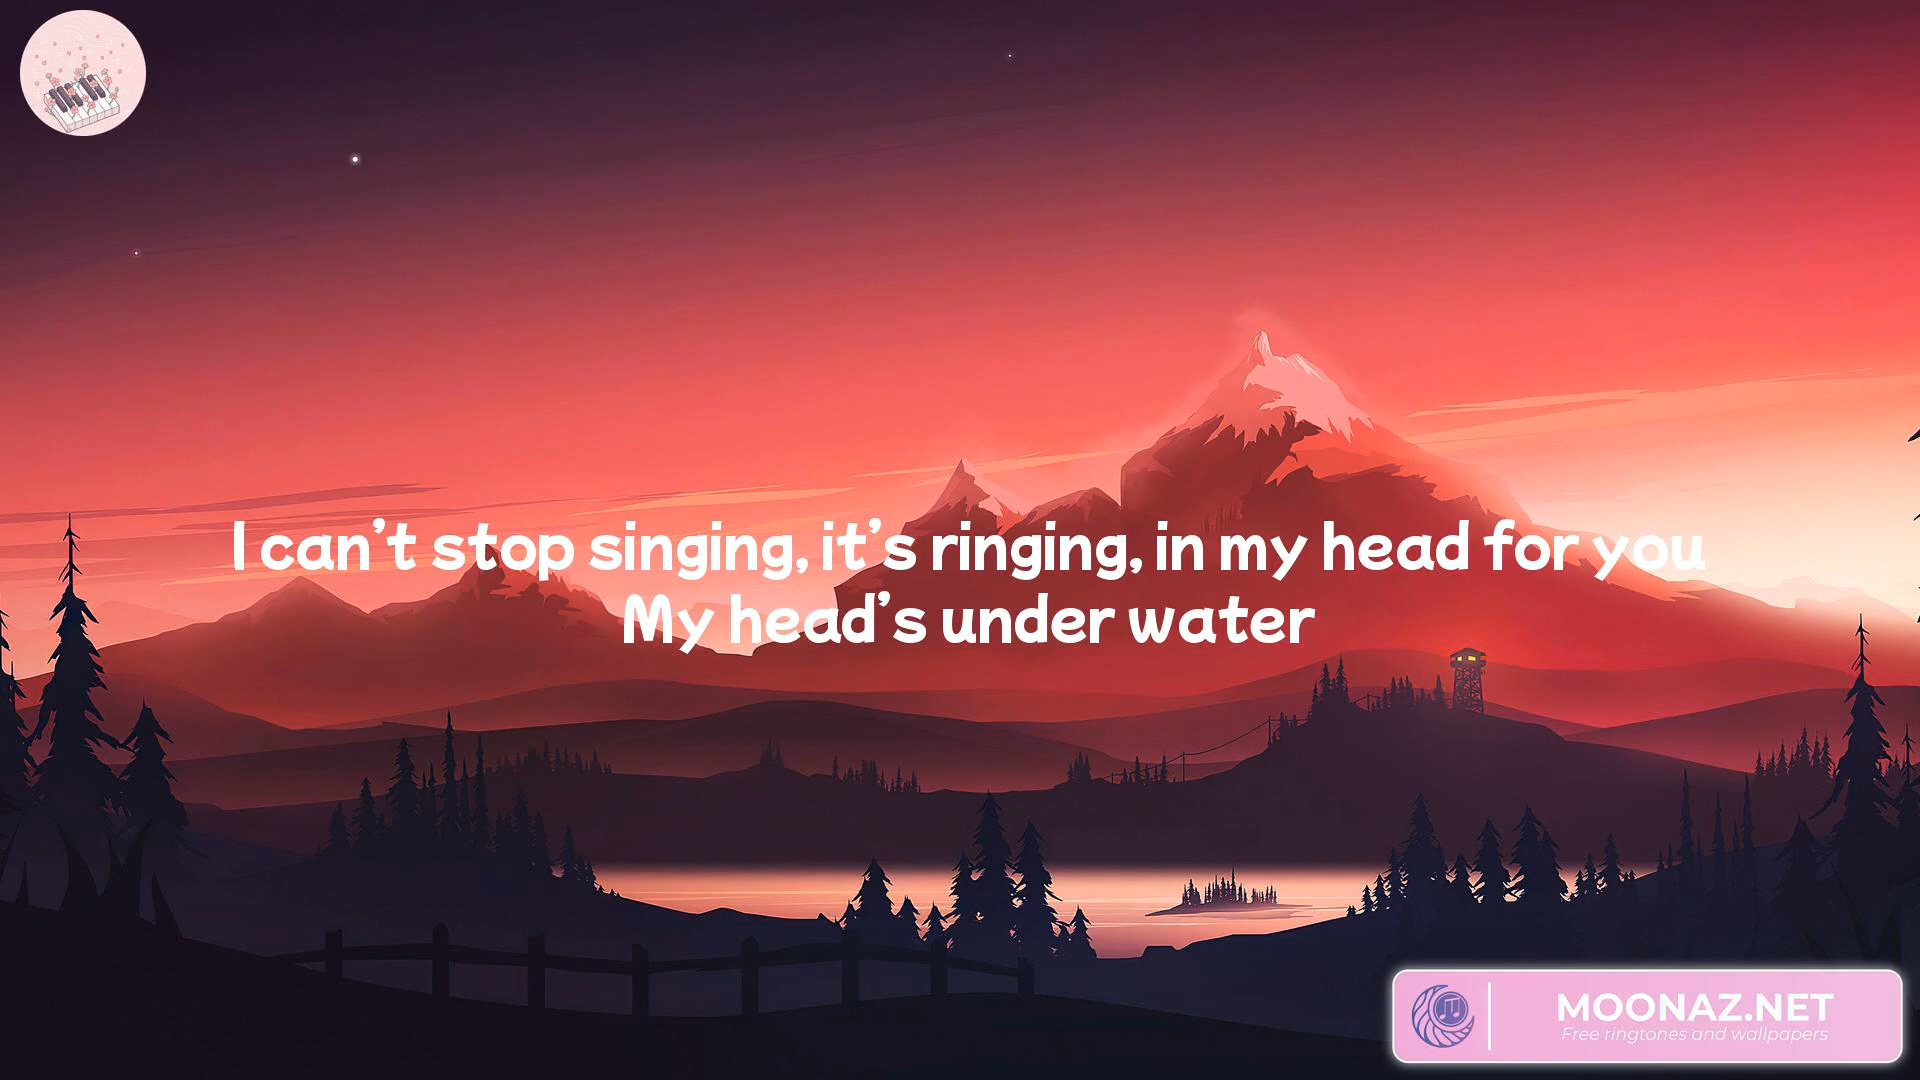 I can't stop singing, it's ringing, in my head for you
My head's under water
MOONAZ.NET
Free ringtones and wallpapers